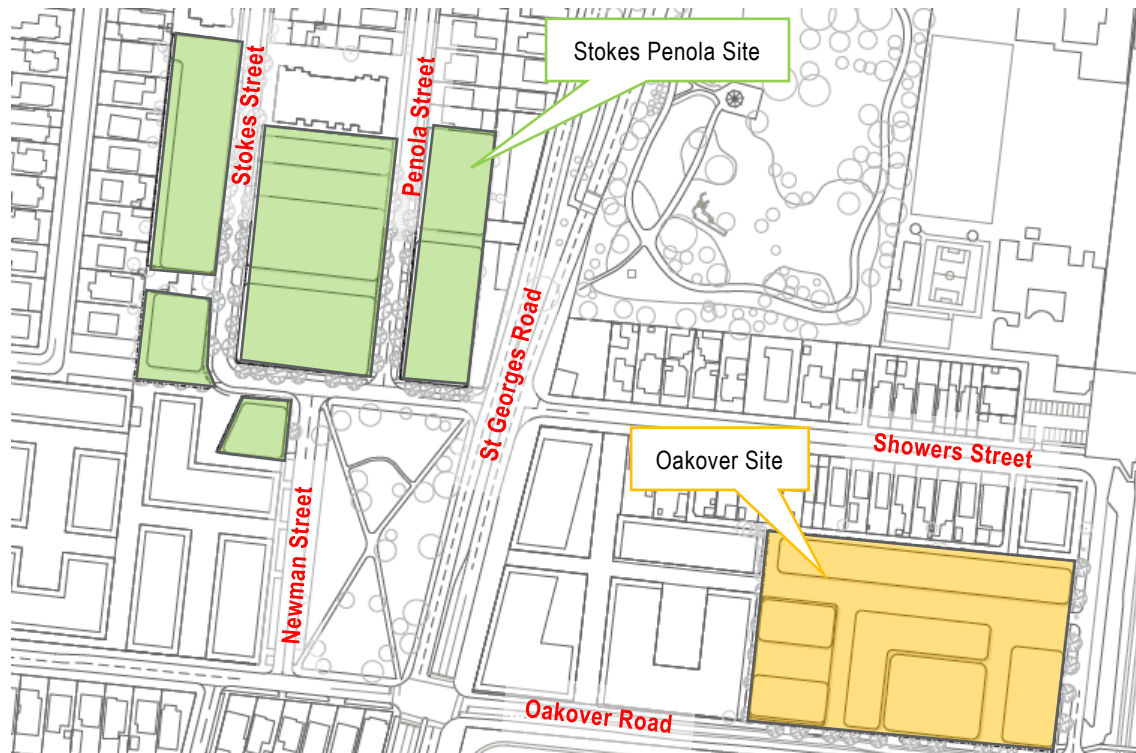 Stokes Penola Site
Stokes Street
Penola Street
St Georges Road
Showers Street
Oakover Site
Newman Street
Oakover Road